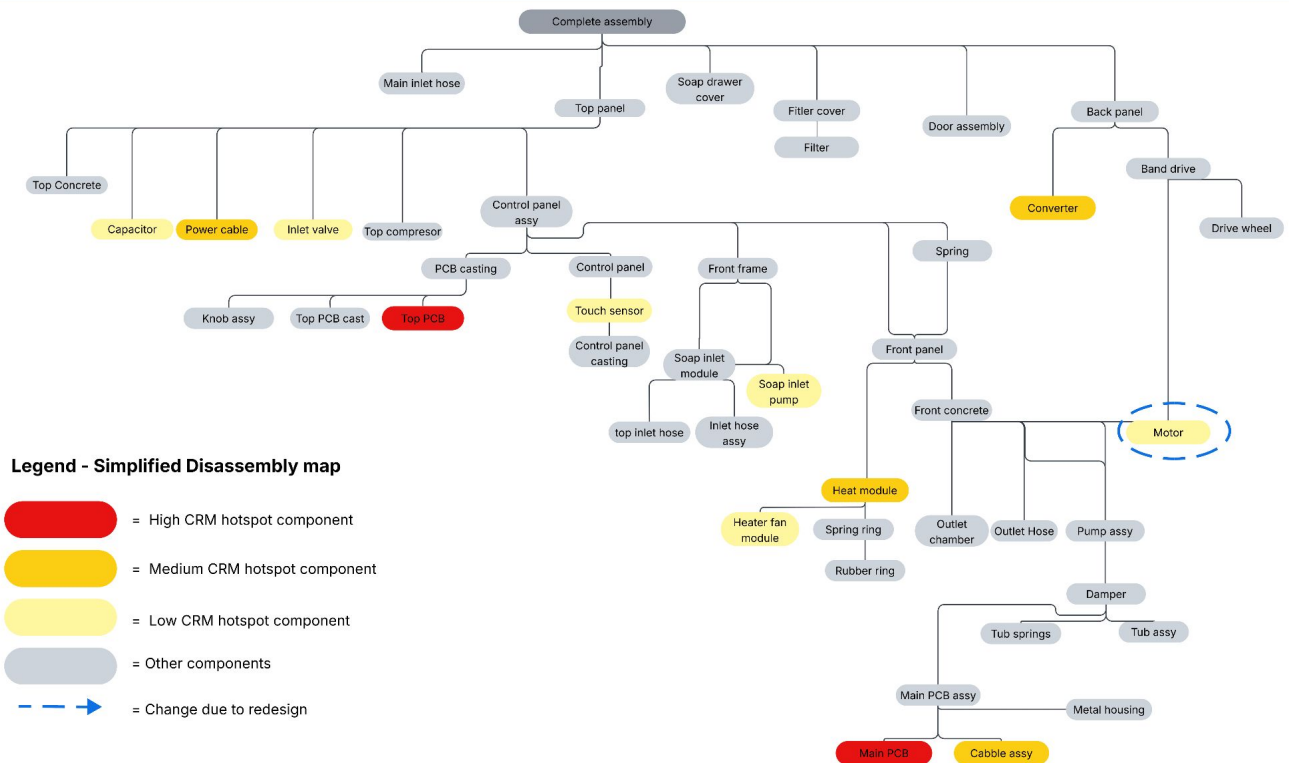 Complete assembly
Main inlet hose
Soap drawer
cover
Top panel
Fitler cover
Back panel
Door assembly
Filter
Band drive
Top Concrete
Control panel
assy
Converter
Capacitor
Power cable
Inlet valve
Top compresor
Drive wheel
Spring
PCB casting
Control panel
Front frame
Knob assy
Top PCB cast
Top PCB
Touch sensor
Control panel
casting
Front panel
Soap inlet
module
Soap inlet
pump
Front concrete
top inlet hose
Inlet hose
assy
Motor
Legend - Simplified Disassembly map
Heat module
= High CRM hotspot component
Heater fan
module
Spring ring
Outlet
chamber
Outlet Hose
Pump assy
= Medium CRM hotspot component
Rubber ring
Damper
= Low CRM hotspot component
Tub springs
Tub assy
= Other components
Main PCB assy
Metal housing
= Change due to redesign
Main PCB
Cabble assy